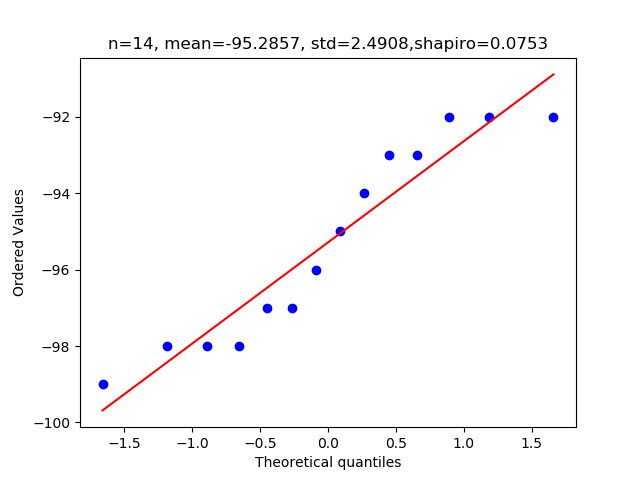 n=14, mean=-95.2857, std=2.4908,shapiro=0.0753
Ordered Values
−92
−94
−96
−98
−100
−1.5 −1.0 −0.5 0.0 0.5 1.0 1.5
Theoretical quantiles